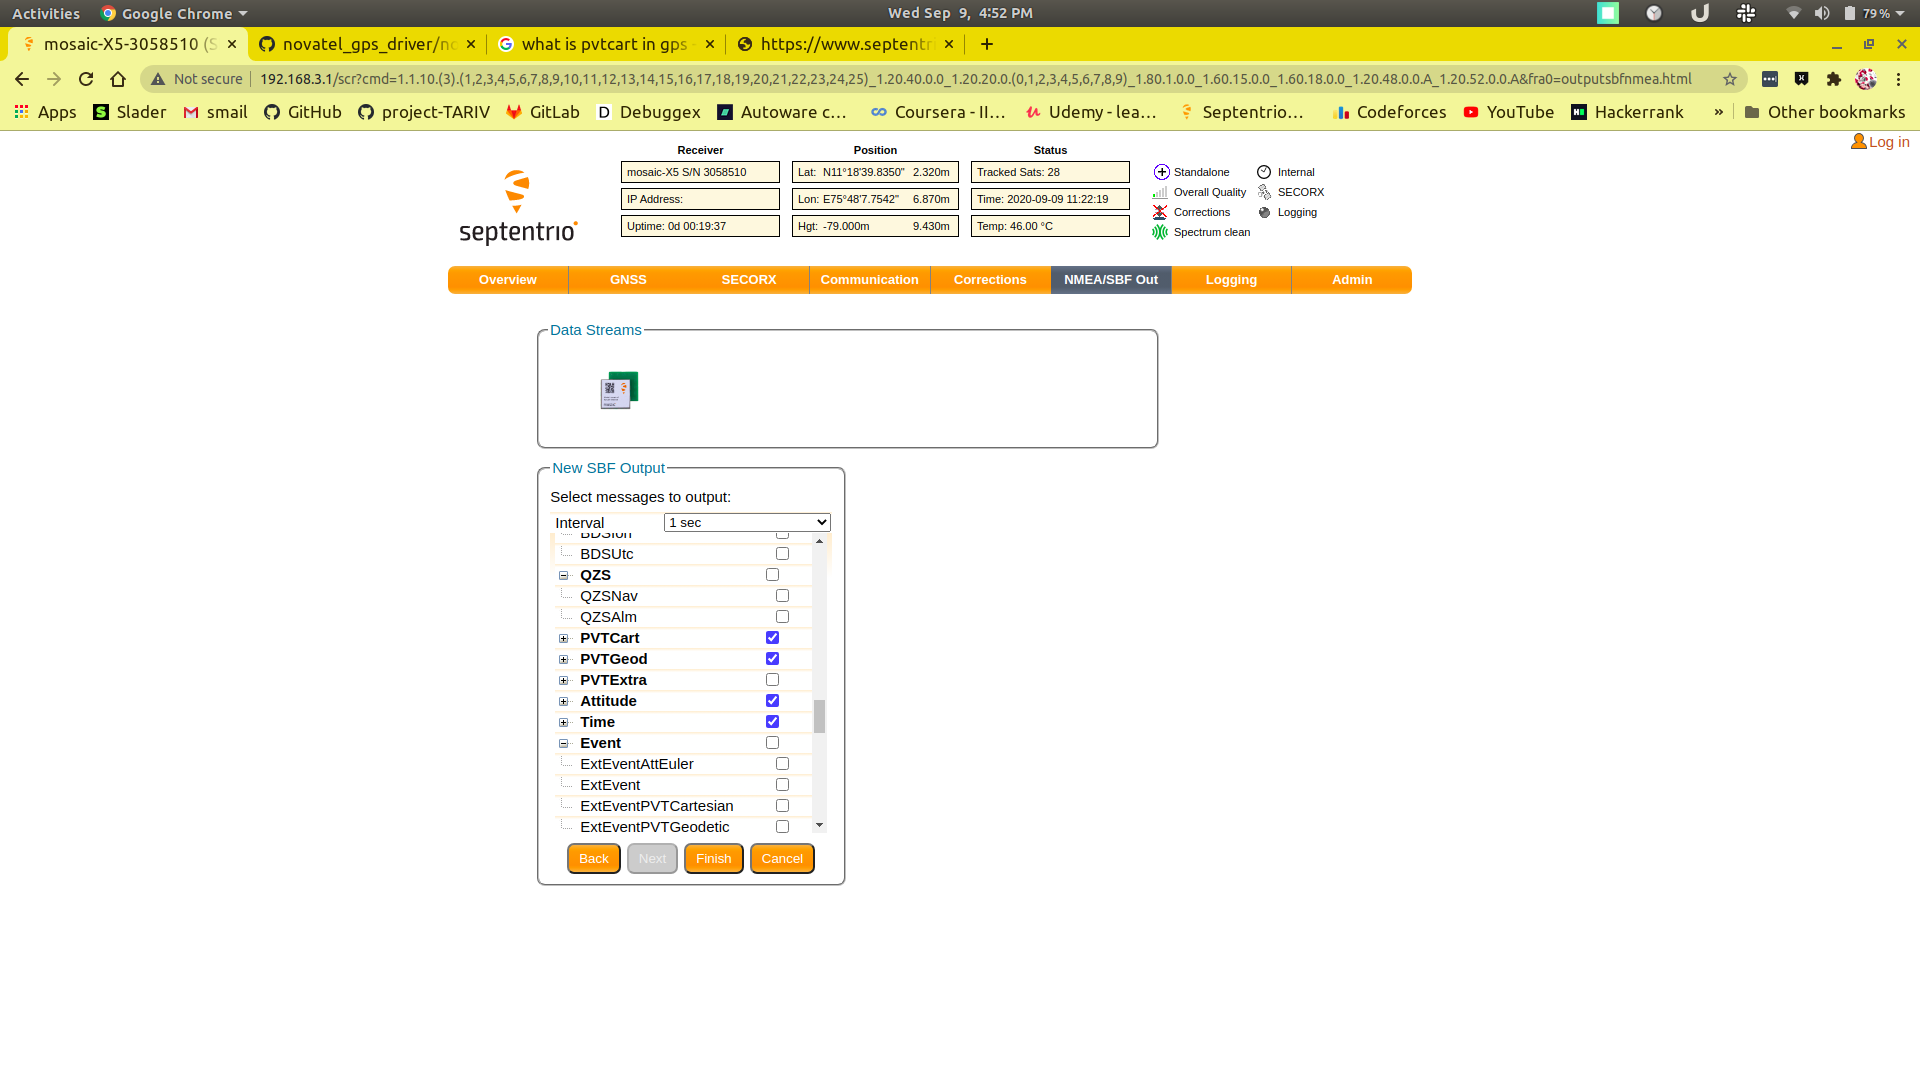 Activities
Google Chrome
Wed Sep 9, 4:52 PM
79 %
mosaic-X5-3058510 (S
novatel_gps_driver/no
what is pvtcart in gps -
https://www.septentri
Not secure
192.168.3.1/scr?cmd=1.1.10.(3).(1,2,3,4,5,6,7,8,9,10,11,12,13,14,15,16,17,18,19,20,21,22,23,24,25)_1.20.40.0.0_1.20.20.0.(0,1,2,3,4,5,6,7,8,9)_1.80.1.0.0_1.60.15.0.0_1.60.18.0.0_1.20.48.0.0.A_1.20.52.0.0.A&fra0=outputsbfnmea.html
Apps
Slader
smail
GitHub
project-TARIV
GitLab
Debuggex
Autoware c…
Coursera - II…
Udemy - lea…
Septentrio…
Codeforces
YouTube
Hackerrank
»
Other bookmarks
Log in
septentrio
Receiver
mosaic-X5 S/N 3058510
IP Address:
Uptime: 0d 00:19:37
Position
Lat: N11°18'39.8350" 2.320m
Lon: E75°48'7.7542" 6.870m
Hgt: -79.000m 9.430m
Status
Tracked Sats: 28
Time: 2020-09-09 11:22:19
Temp: 46.00 °C
Standalone
Internal
Overall Quality
SECORX
Corrections
Logging
Spectrum clean
Overview
GNSS
SECORX
Communication
Corrections
NMEA/SBF Out
Logging
Admin
Data Streams
New SBF Output
Select messages to output:
Interval
1 sec
BDSIon
BDSUtc
QZS
QZSNav
QZSAlm
PVTCart
PVTGeod
PVTExtra
Attitude
Time
Event
ExtEventAttEuler
ExtEvent
ExtEventPVTCartesian
ExtEventPVTGeodetic
Back
Next
Finish
Cancel